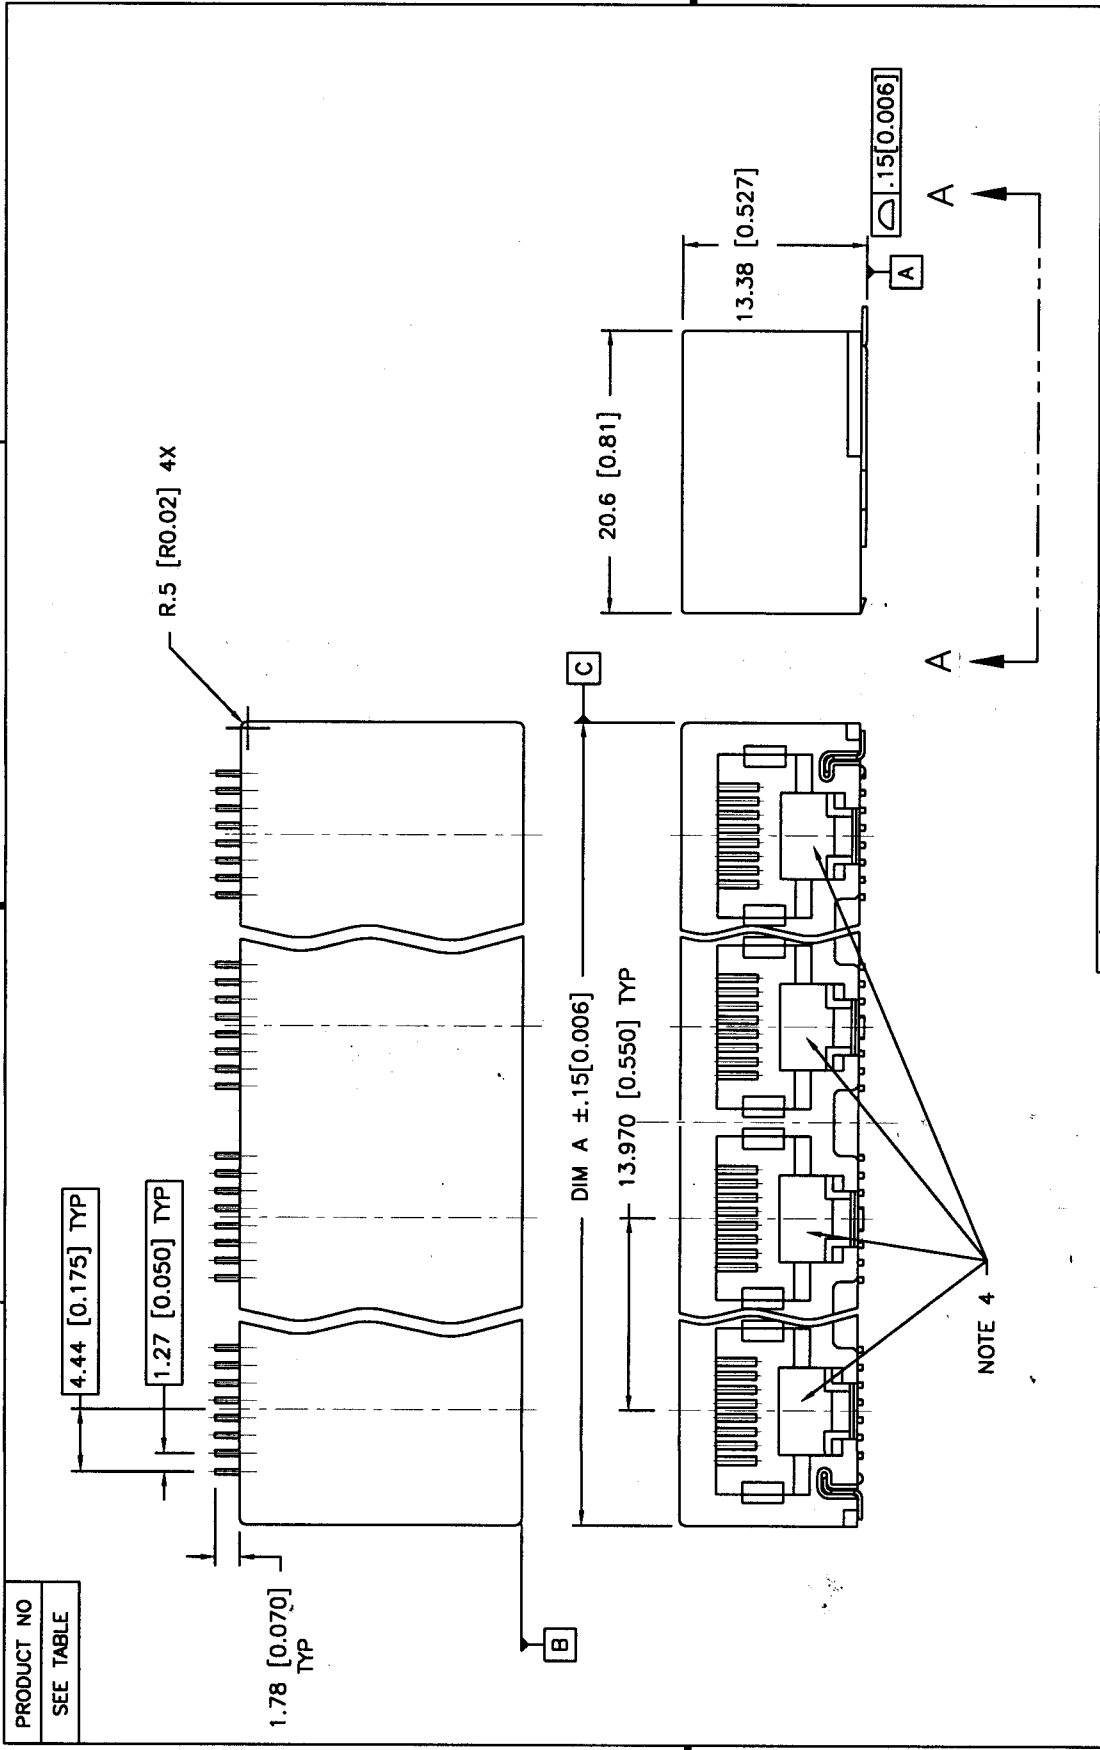 PRODUCT NO
SEE TABLE
4.44 [0.175] TYP
1.27 [0.050] TYP
1.78 [0.070]
TYP
R.5 [R0.02] 4X
B
DIM A ±.15[0.006]
C
13.970 [0.550] TYP
20.6 [0.81]
13.38 [0.527]
.15[0.006]
A
A
A
NOTE 4